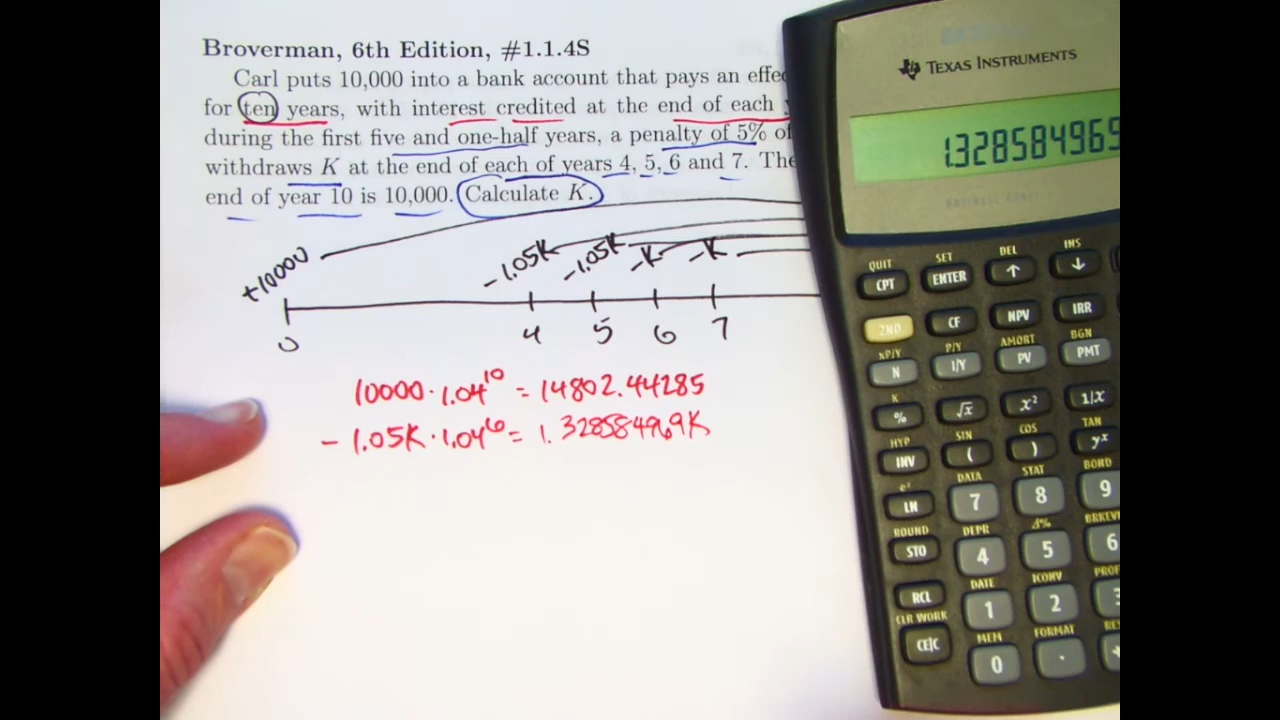 Broverman, 6th Edition, #1.1.4S
Carl puts 10,000 into a bank account that pays an
for ten years, with interest credited at the end of each
during the first five and one-half years, a penalty of 5% of
withdraws K at the end of each of years 4, 5, 6 and 7. The
end of year 10 is 10,000. Calculate K.
+10000 -1.05K -1.05K -K -K
0 4 5 6 7
10000 · 1.04^10 = 14802.44285
- 1.05K · 1.04^6 = 1.328584969K
TEXAS INSTRUMENTS
1.328584969
QUIT SET DEL INS
CPT ENTER ↑ ↓
2ND CF NPV IRR
xP/Y P/Y AMORT BGN
N I/Y PV PMT
K
% √x x² 1/x
HYP SIN COS TAN
INV ( ) yˣ
eˣ DATA STAT BOND
LN 7 8 9
ROUND DEPR Δ%
STO 4 5 6
DATE ICONV
RCL 1 2
CLR WORK MEM FORMAT
CE|C 0 .